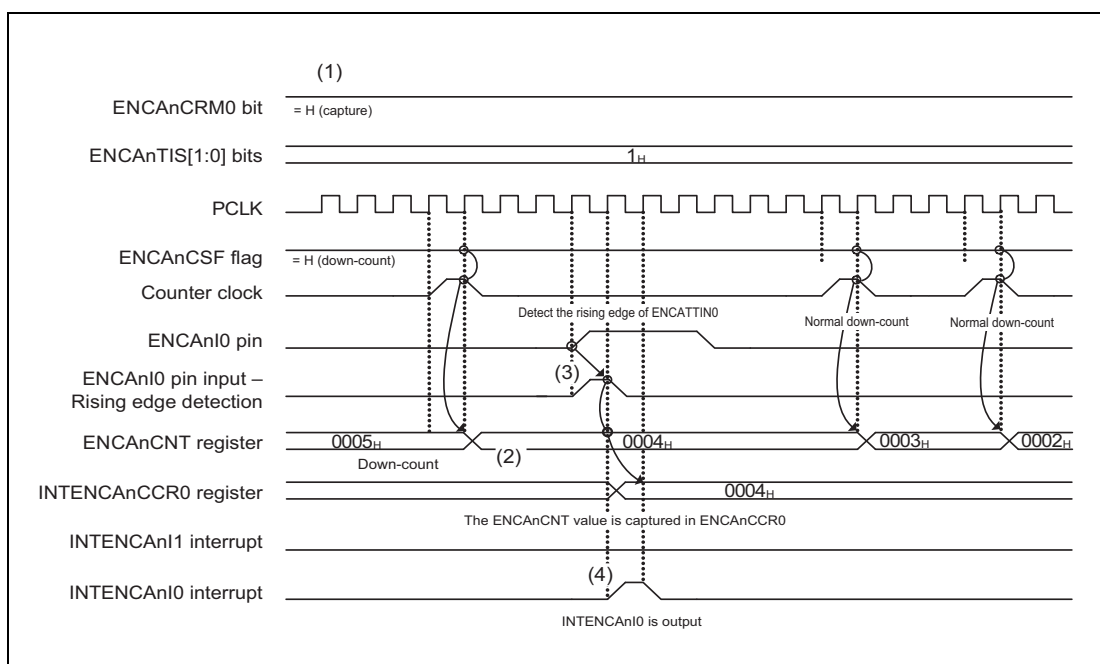 (1)
ENCAnCRM0 bit
= H (capture)
ENCAnTIS[1:0] bits
1H
PCLK
ENCAnCSF flag
= H (down-count)
Counter clock
Detect the rising edge of ENCATTIN0
Normal down-count
Normal down-count
ENCAnI0 pin
ENCAnI0 pin input –
Rising edge detection
(3)
ENCAnCNT register
0005H
0004H
0003H
0002H
Down-count
(2)
INTENCAnCCR0 register
0004H
The ENCAnCNT value is captured in ENCAnCCR0
INTENCAnI1 interrupt
(4)
INTENCAnI0 interrupt
INTENCAnI0 is output